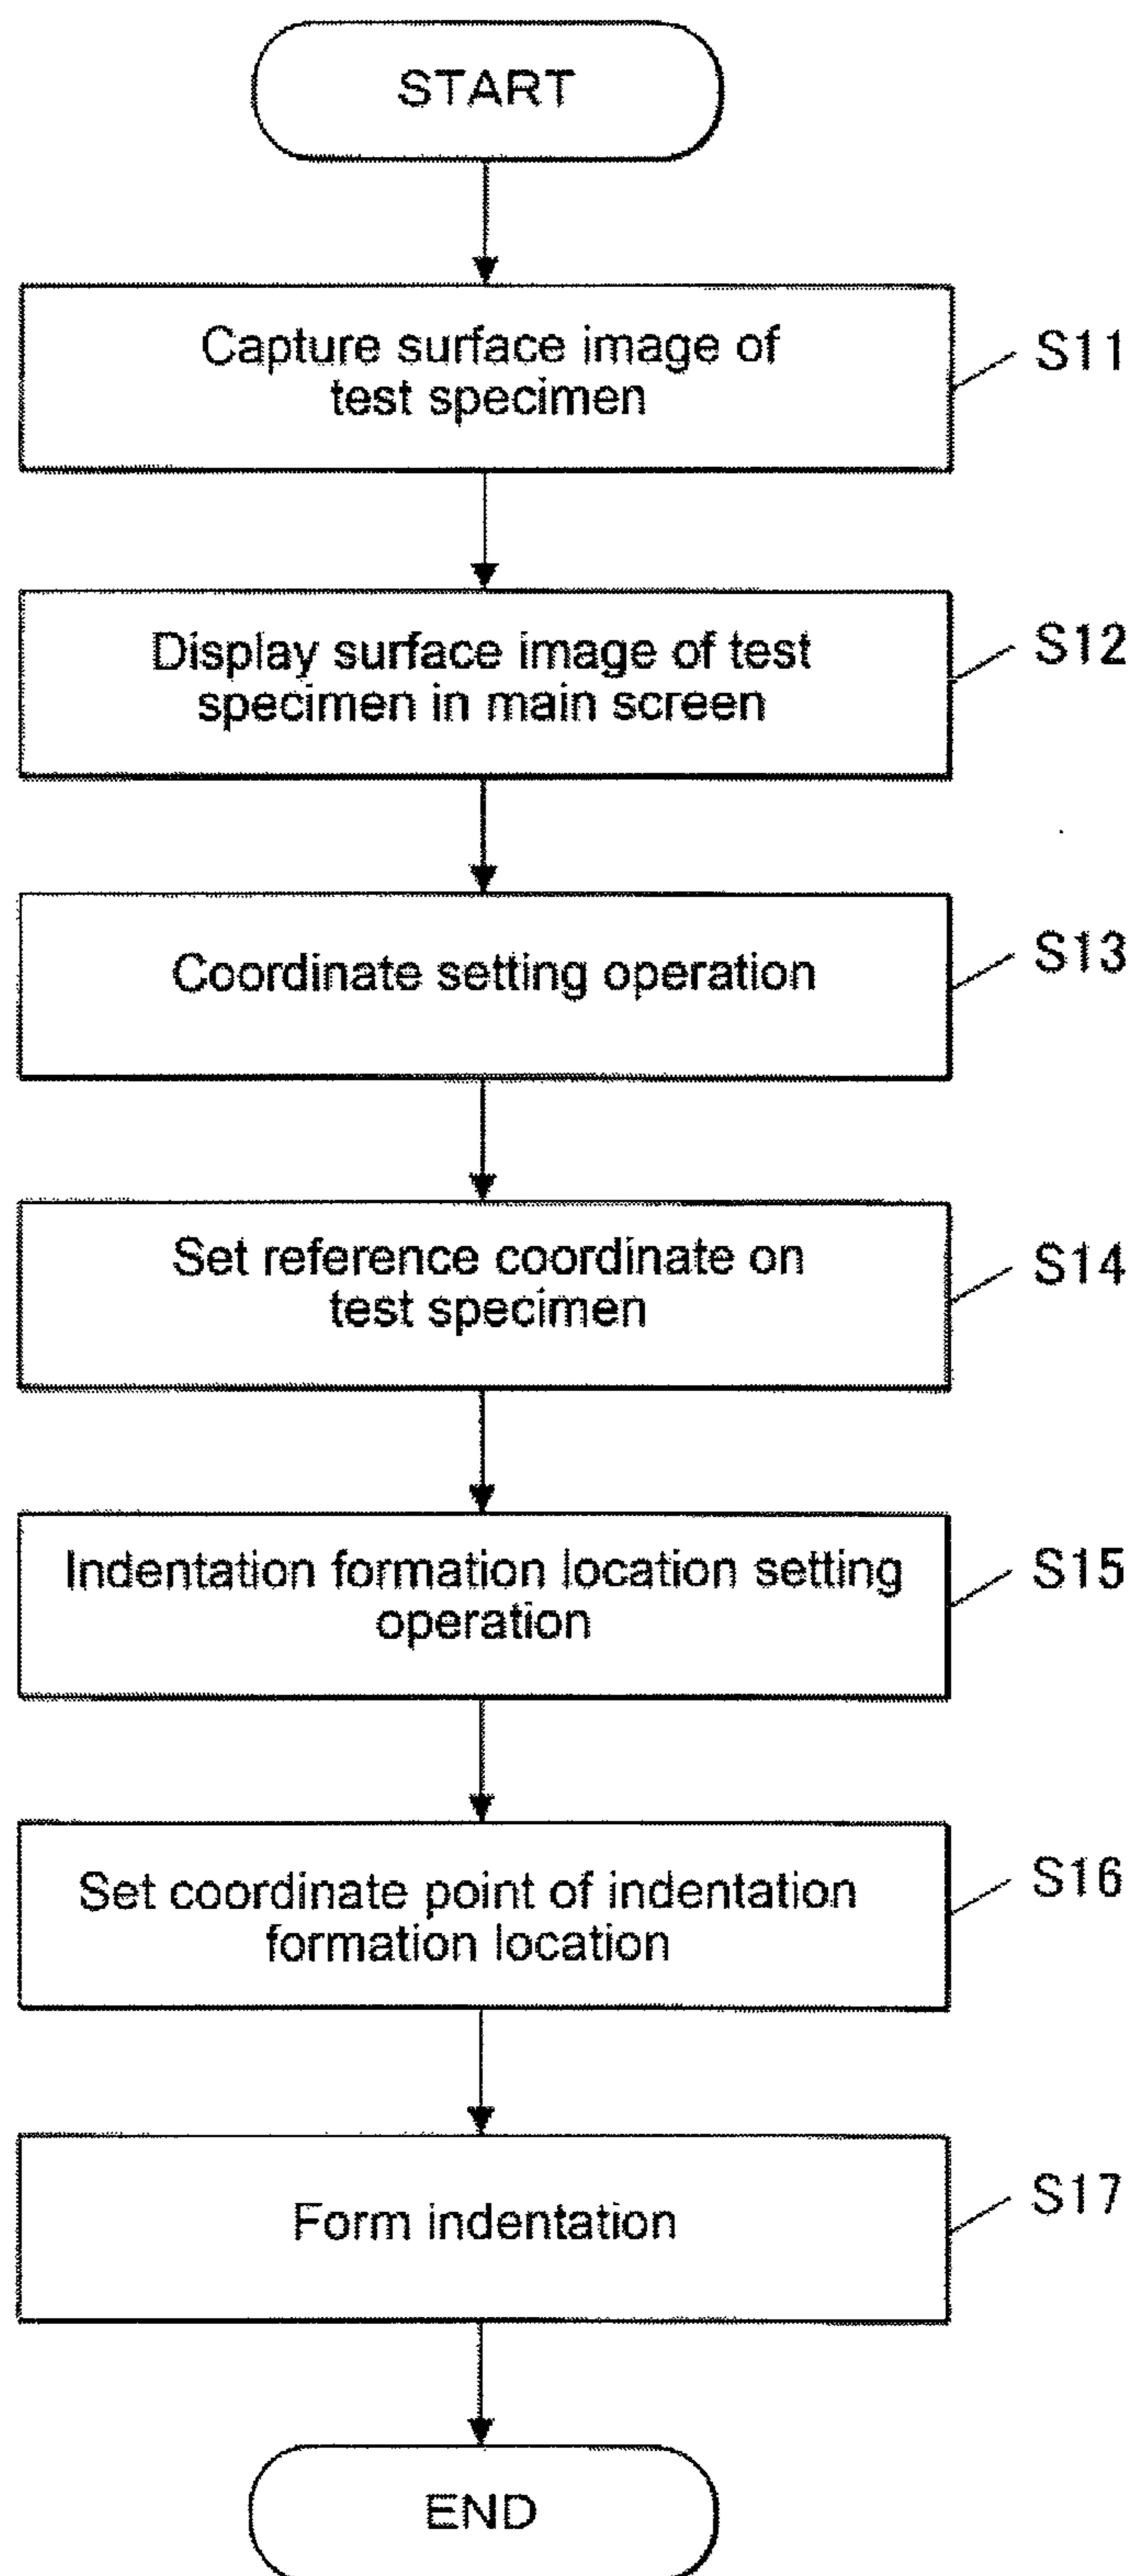 START
Capture surface image of
test specimen
S11
Display surface image of test
specimen in main screen
S12
Coordinate setting operation
S13
Set reference coordinate on
test specimen
S14
Indentation formation location setting
operation
S15
Set coordinate point of indentation
formation location
S16
Form indentation
S17
END